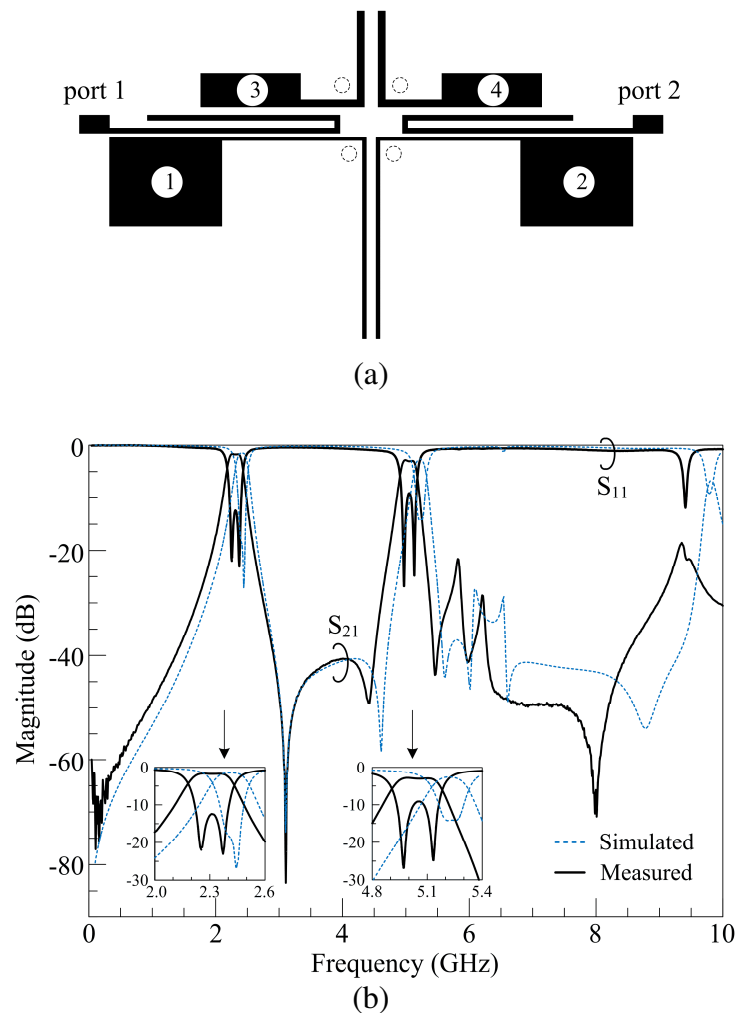 port 1
3
4
port 2
1
2
(a)
0
-20
-40
-60
-80
Magnitude (dB)
S11
S21
0
-10
-20
-30
2.0
2.3
2.6
0
-10
-20
-30
4.8
5.1
5.4
Simulated
Measured
0
2
4
6
8
10
Frequency (GHz)
(b)